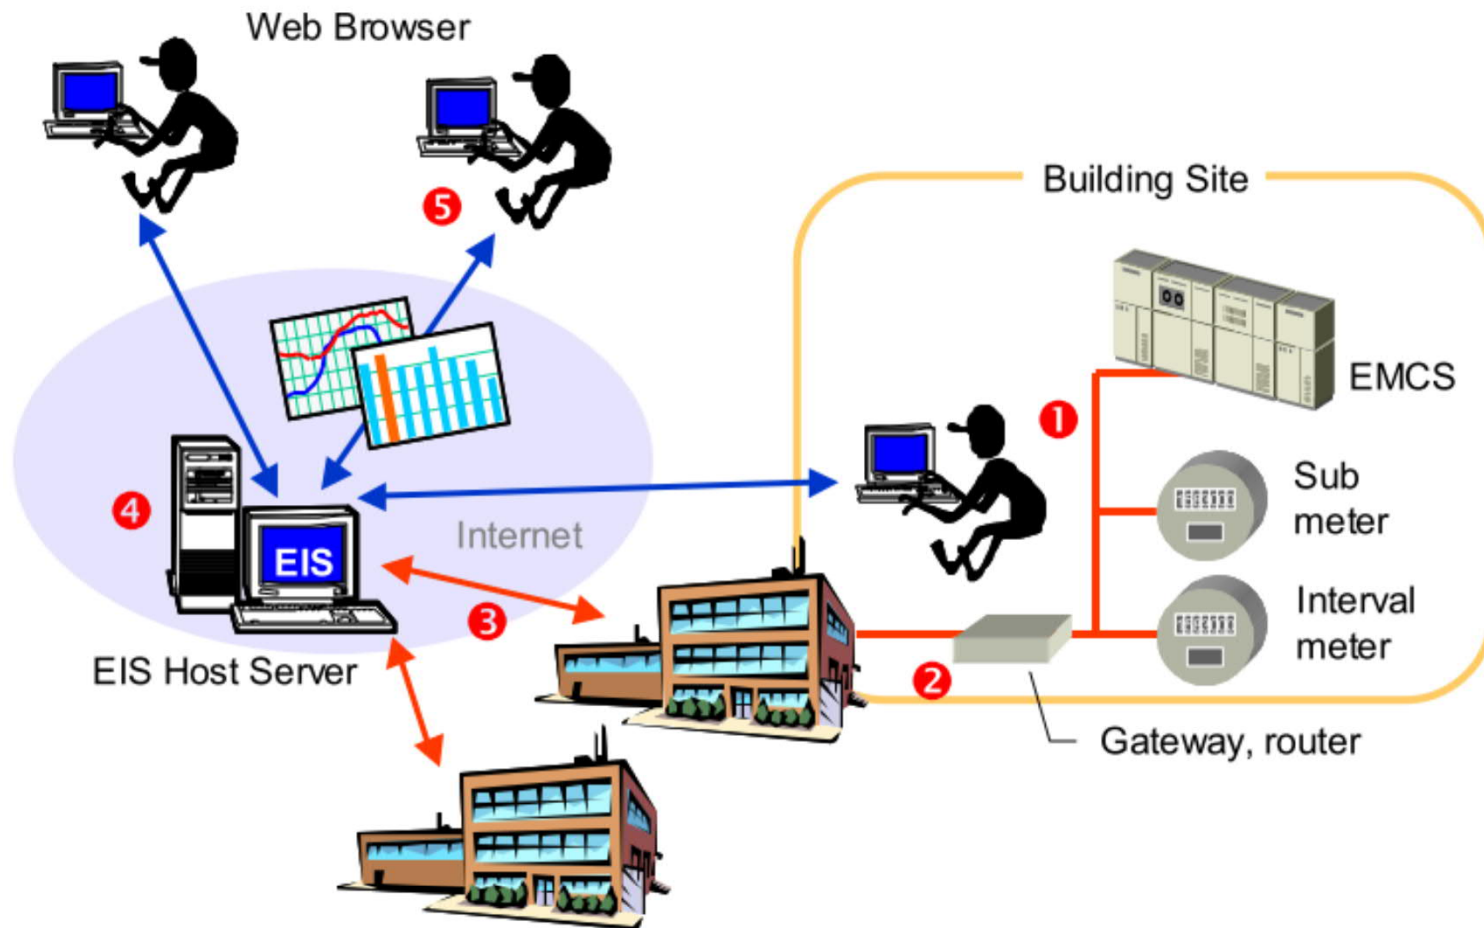 Web Browser
5
Building Site
EMCS
1
Sub
meter
4
Internet
EIS
3
Interval
meter
EIS Host Server
2
Gateway, router